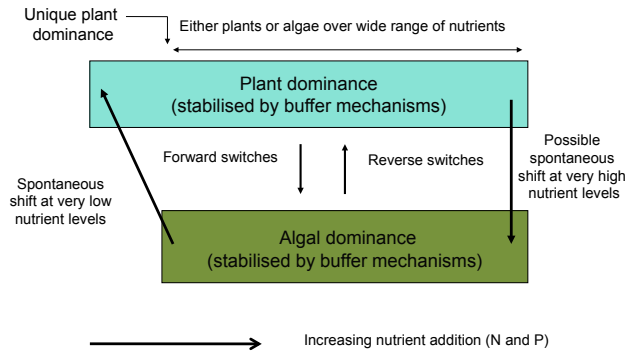 Unique plant
dominance
Either plants or algae over wide range of nutrients
Plant dominance
(stabilised by buffer mechanisms)
Forward switches
Reverse switches
Possible
spontaneous
shift at very high
nutrient levels
Spontaneous
shift at very low
nutrient levels
Algal dominance
(stabilised by buffer mechanisms)
Increasing nutrient addition (N and P)